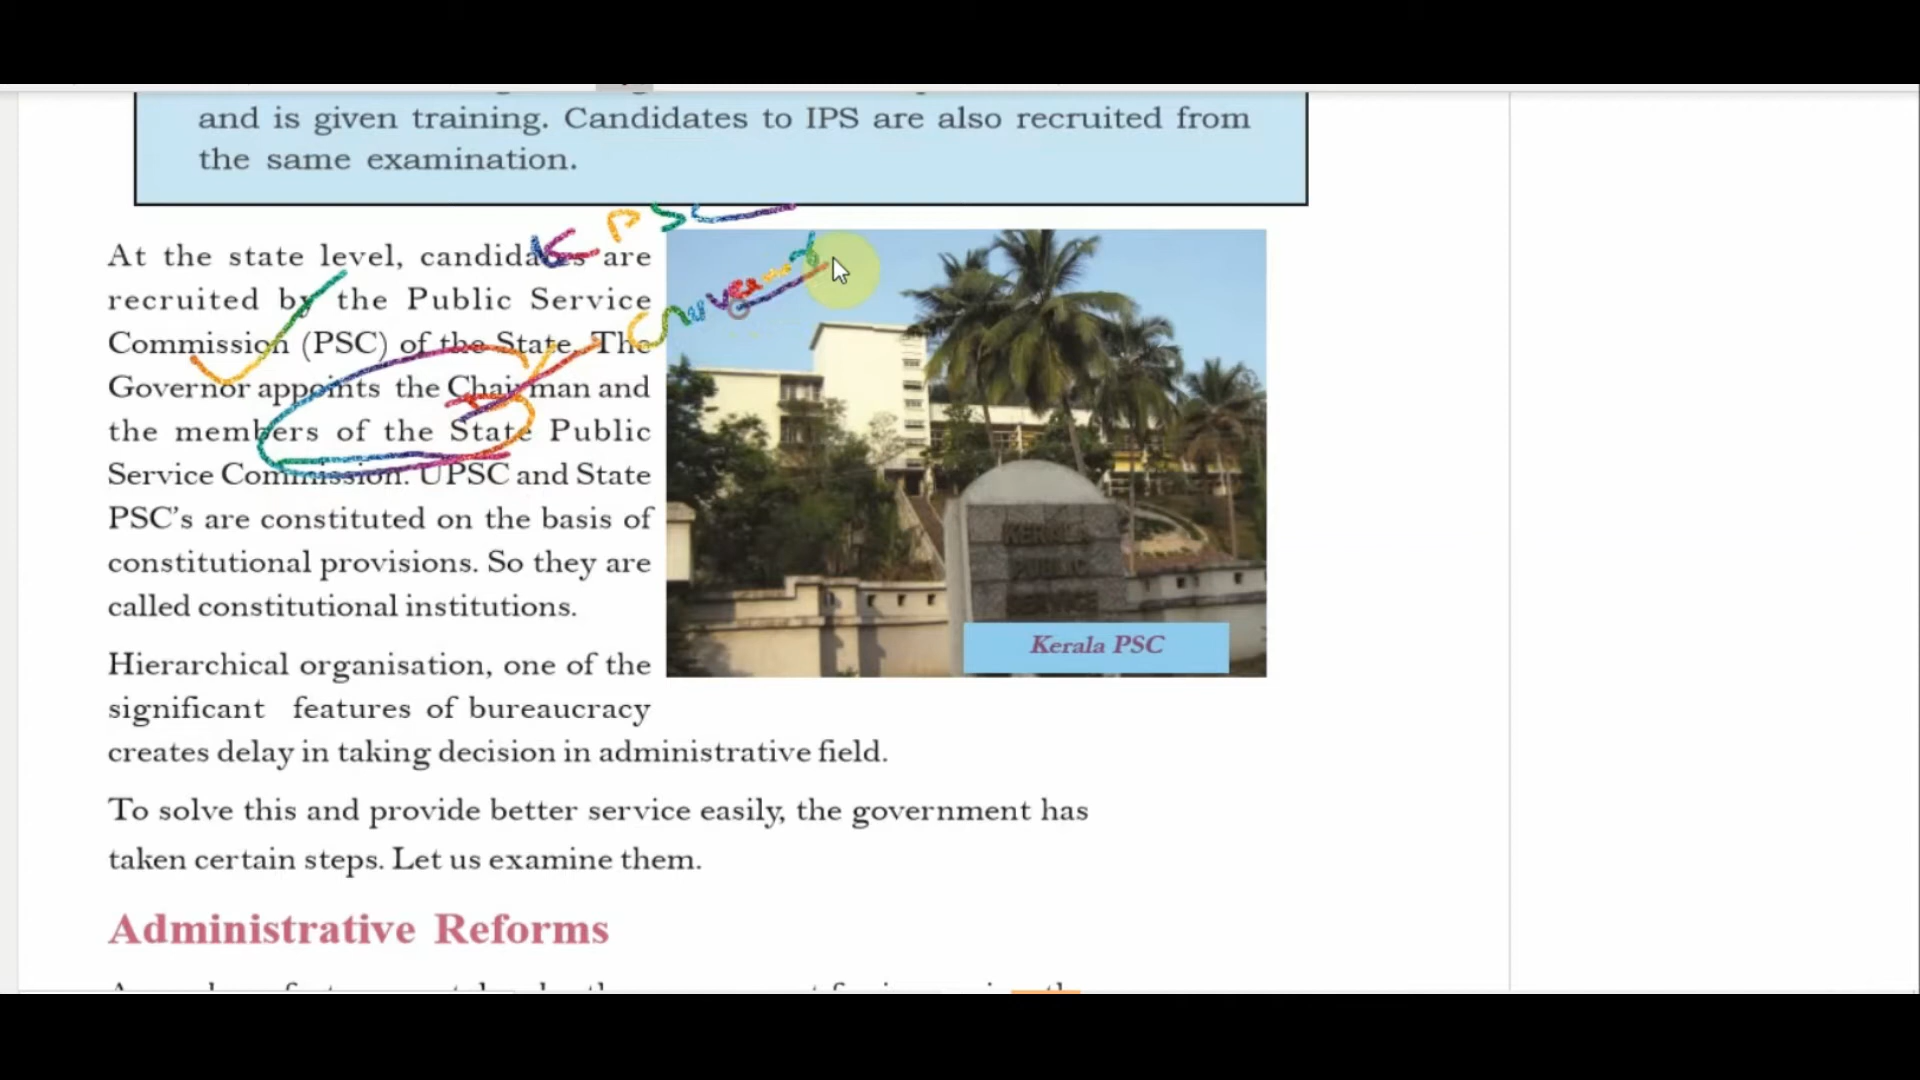 and is given training. Candidates to IPS are also recruited from
the same examination.
K PSC
At the state level, candidates are
recruited by the Public Service
Commission (PSC) of the State. The
Governor appoints the Chairman and
the members of the State Public
Service Commission. UPSC and State
PSC's are constituted on the basis of
constitutional provisions. So they are
called constitutional institutions.
KERALA
PUBLIC
SERVICE
Kerala PSC
Hierarchical organisation, one of the
significant features of bureaucracy
creates delay in taking decision in administrative field.
To solve this and provide better service easily, the government has
taken certain steps. Let us examine them.
Administrative Reforms